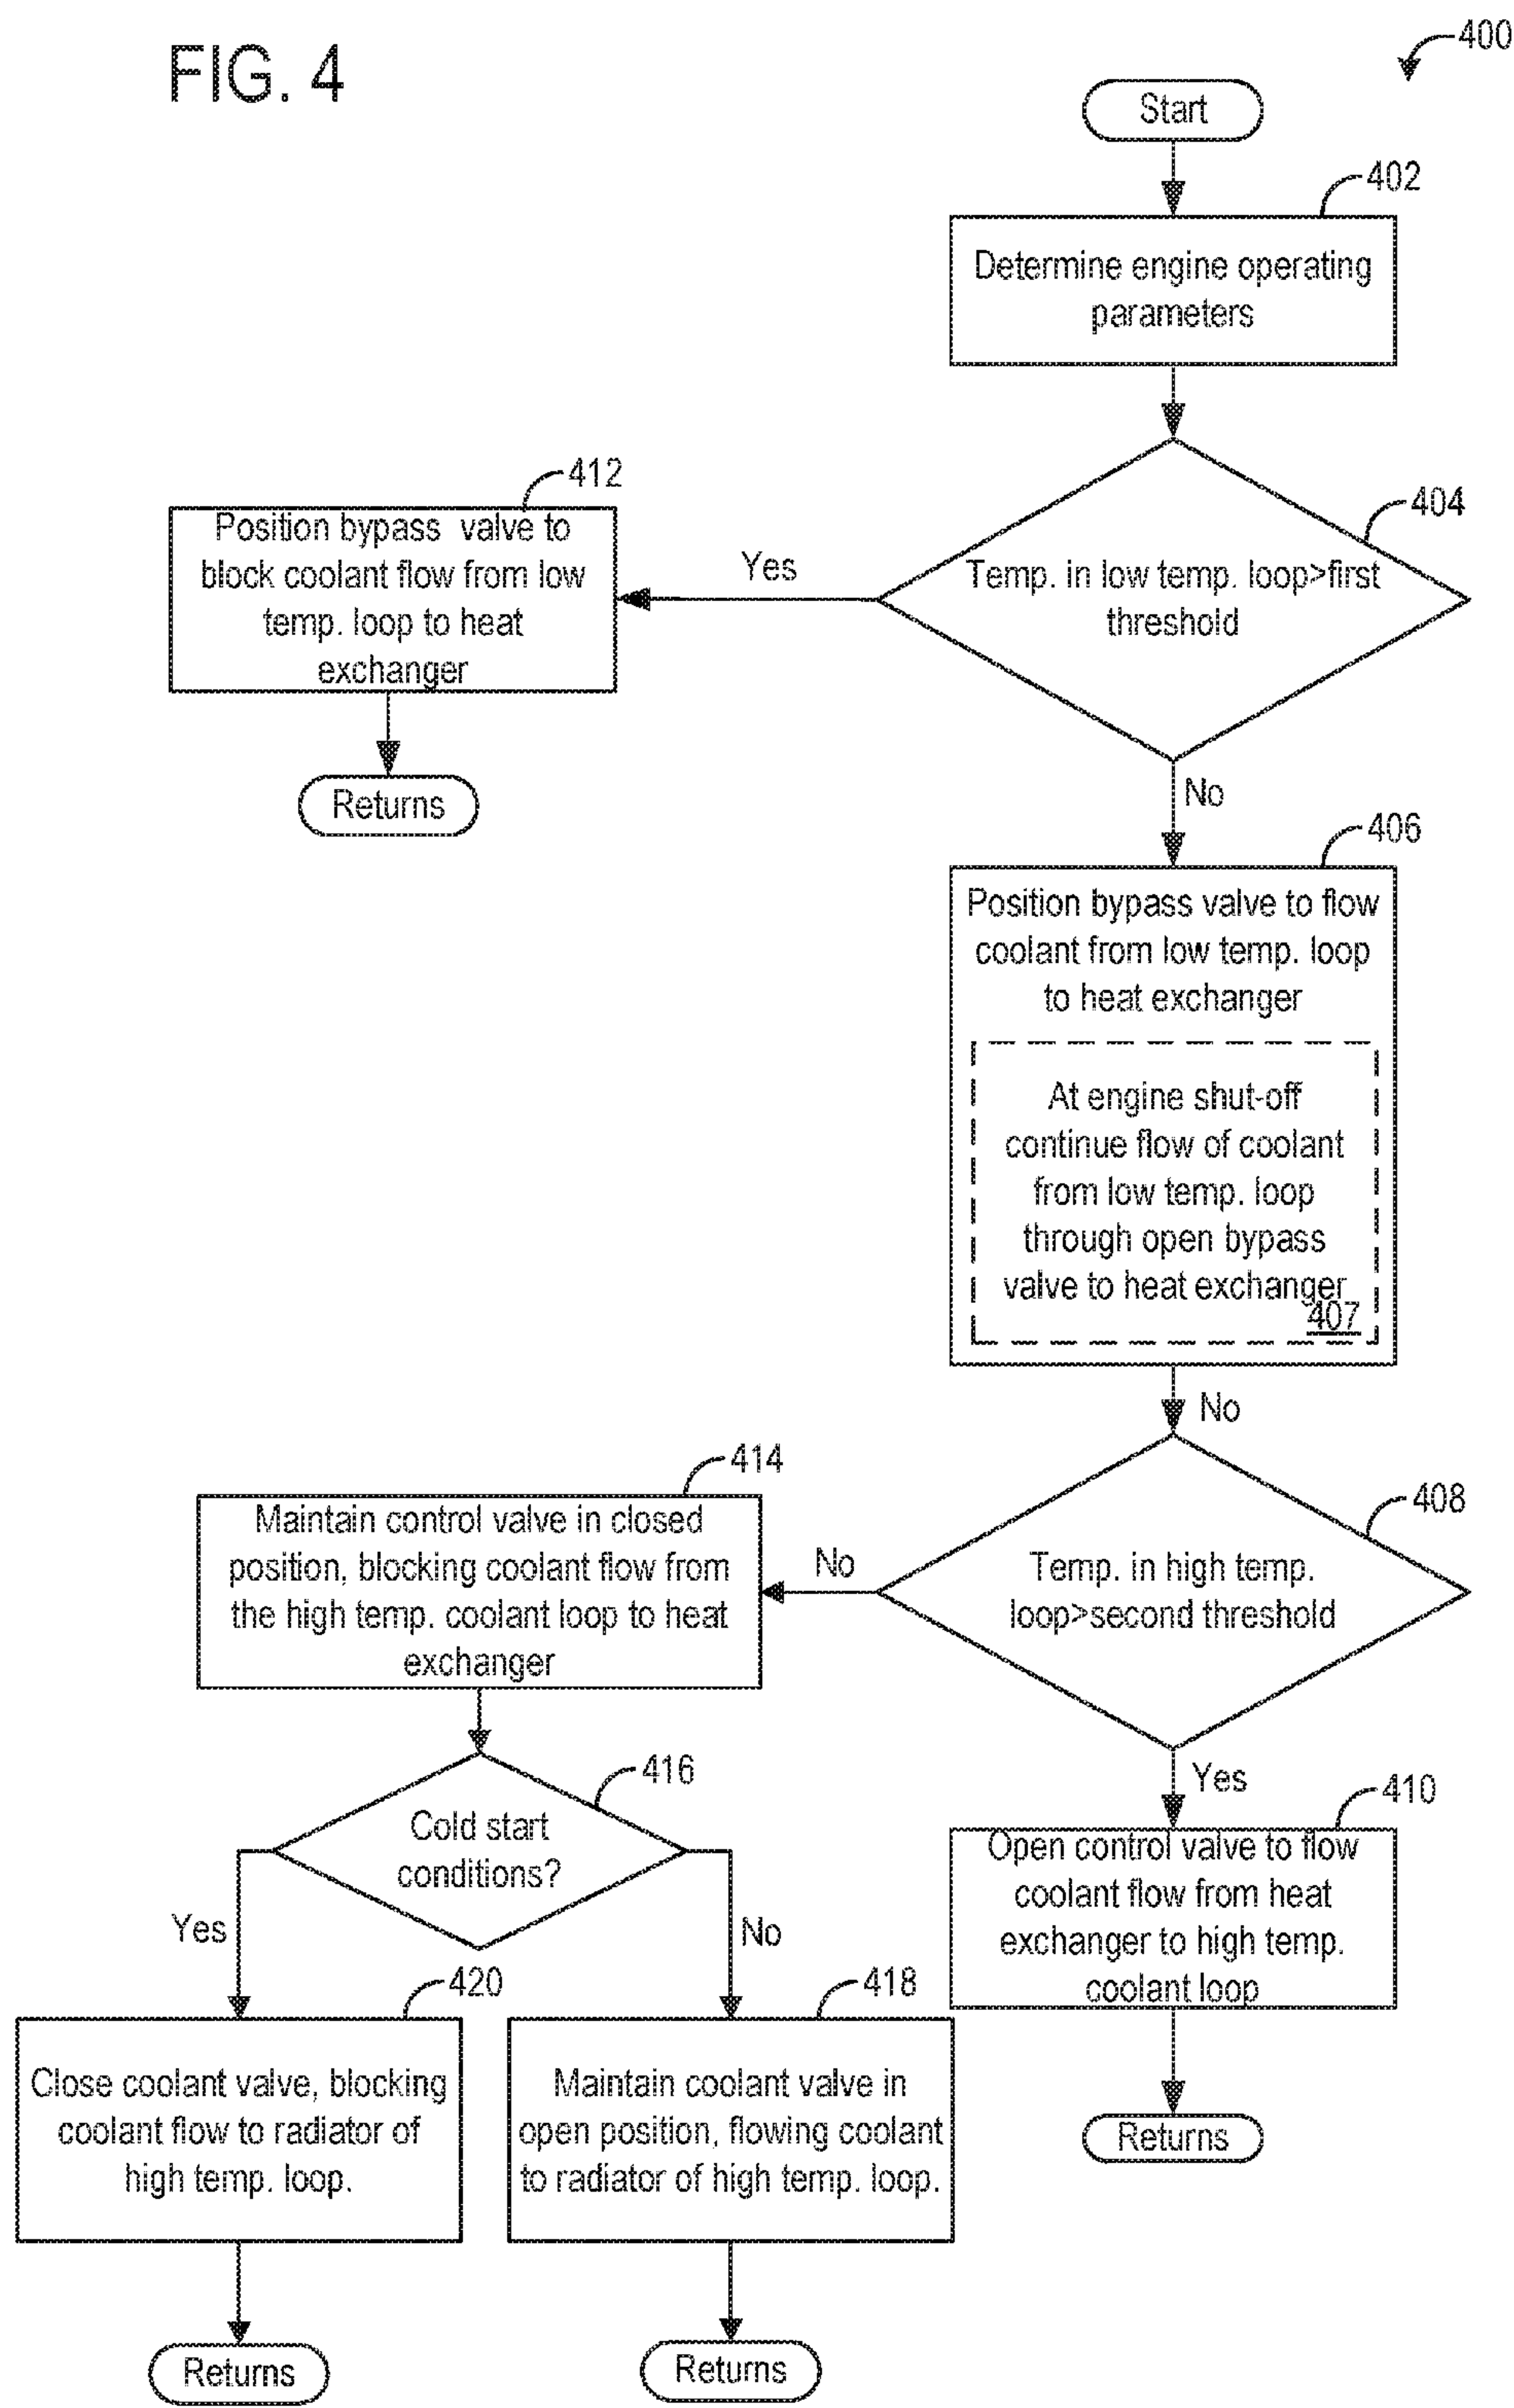 FIG. 4
400
Start
402
Determine engine operating
parameters
404
Temp. in low temp. loop>first
threshold
Yes
412
Position bypass valve to
block coolant flow from low
temp. loop to heat
exchanger
Returns
No
406
Position bypass valve to flow
coolant from low temp. loop
to heat exchanger
At engine shut-off
continue flow of coolant
from low temp. loop
through open bypass
valve to heat exchanger
407
No
408
Temp. in high temp.
loop>second threshold
No
414
Maintain control valve in closed
position, blocking coolant flow from
the high temp. coolant loop to heat
exchanger
416
Cold start
conditions?
Yes
No
Yes
410
Open control valve to flow
coolant flow from heat
exchanger to high temp.
coolant loop
Returns
420
Close coolant valve, blocking
coolant flow to radiator of
high temp. loop.
418
Maintain coolant valve in
open position, flowing coolant
to radiator of high temp. loop.
Returns
Returns